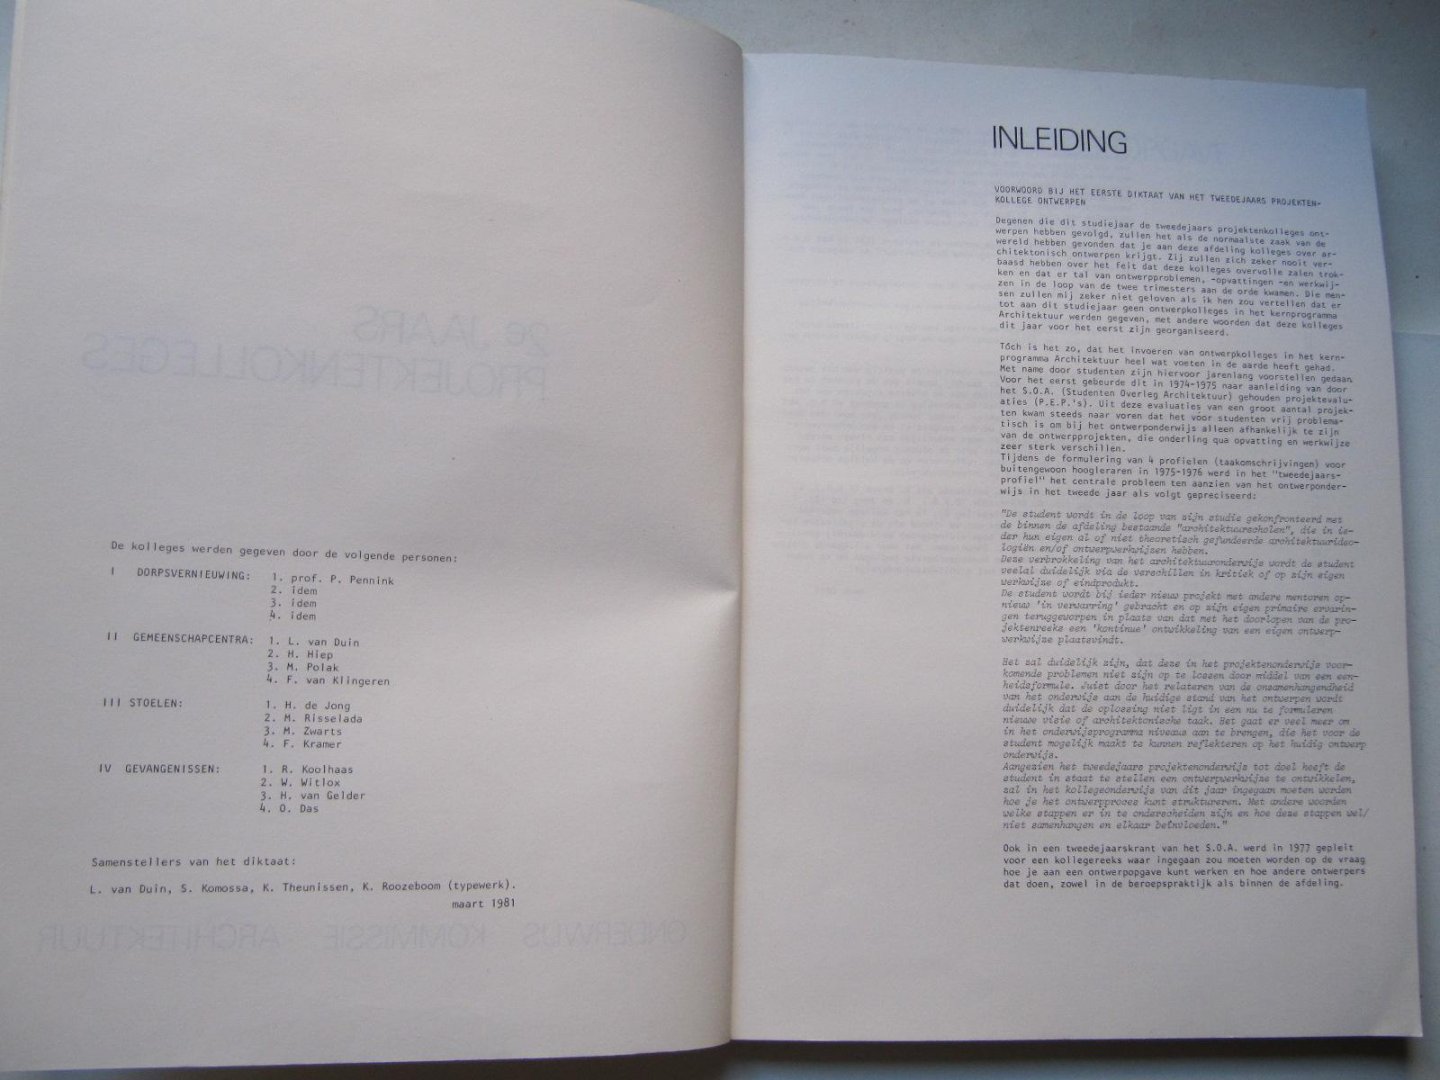 De kolleges werden gegeven door de volgende personen:
I DORPSVERNIEUWING: 1. prof. P. Pennink
2. idem
3. idem
4. idem
II GEMEENSCHAPCENTRA: 1. L. van Duin
2. H. Hiep
3. M. Polak
4. F. van Klingeren
III STOELEN: 1. H. de Jong
2. M. Risselada
3. M. Zwarts
4. F. Kramer
IV GEVANGENISSEN: 1. R. Koolhaas
2. W. Witlox
3. H. van Gelder
4. O. Das
Samenstellers van het diktaat:
L. van Duin, S. Komossa, K. Theunissen, K. Roozeboom (typewerk).
maart 1981
INLEIDING
VOORWOORD BIJ HET EERSTE DIKTAAT VAN HET TWEEDEJAARS PROJEKTEN-
KOLLEGE ONTWERPEN
Degenen die dit studiejaar de tweedejaars projektenkolleges ont-
werpen hebben gevolgd, zullen het als de normaalste zaak van de
wereld hebben gevonden dat je aan deze afdeling kolleges over ar-
chitektonisch ontwerpen krijgt. Zij zullen zich zeker nooit ver-
baasd hebben over het feit dat deze kolleges overvolle zalen trok-
ken en dat er tal van ontwerpproblemen, -opvattingen -en werkwij-
zen in de loop van de twee trimesters aan de orde kwamen. Die men-
sen zullen mij zeker niet geloven als ik hen zou vertellen dat er
tot aan dit studiejaar geen ontwerpkolleges in het kernprogramma
Architektuur werden gegeven, met andere woorden dat deze kolleges
dit jaar voor het eerst zijn georganiseerd.
Tóch is het zo, dat het invoeren van ontwerpkolleges in het kern-
programma Architektuur heel wat voeten in de aarde heeft gehad.
Met name door studenten zijn hiervoor jarenlang voorstellen gedaan.
Voor het eerst gebeurde dit in 1974-1975 naar aanleiding van door
het S.O.A. (Studenten Overleg Architektuur) gehouden projektevalu-
aties (P.E.P.'s). Uit deze evaluaties van een groot aantal projek-
ten kwam steeds naar voren dat het voor studenten vrij problema-
tisch is om bij het ontwerponderwijs alleen afhankelijk te zijn
van de ontwerpprojekten, die onderling qua opvatting en werkwijze
zeer sterk verschillen.
Tijdens de formulering van 4 profielen (taakomschrijvingen) voor
buitengewoon hoogleraren in 1975-1976 werd in het "tweedejaars-
profiel" het centrale probleem ten aanzien van het ontwerponder-
wijs in het tweede jaar als volgt gepreciseerd:
"De student wordt in de loop van zijn studie gekonfronteerd met
de binnen de afdeling bestaande "architektuurscholen", die in ie-
der hun eigen al of niet theoretisch gefundeerde architektuurideo-
logiën en/of ontwerpwerkwijzen hebben.
Deze verbrokkeling van het architektuuronderwijs wordt de student
veelal duidelijk via de verschillen in kritiek of op zijn eigen
werkwijze of eindprodukt.
De student wordt bij ieder nieuw projekt met andere mentoren op-
nieuw 'in verwarring' gebracht en op zijn eigen primaire ervarin-
gen teruggeworpen in plaats van dat met het doorlopen van de pro-
jektenreeks een 'kontinue' ontwikkeling van een eigen ontwerp-
werkwijze plaatsvindt.
Het zal duidelijk zijn, dat deze in het projektenonderwijs voor-
komende problemen niet zijn op te lossen door middel van een een-
heidsformule. Juist door het relateren van de onsamenhangendheid
van het onderwijs aan de huidige stand van het ontwerpen wordt
duidelijk dat de oplossing niet ligt in een nu te formuleren
nieuwe visie of architektonische taak. Het gaat er veel meer om
in het onderwijsprogramma niveaus aan te brengen, die het voor de
student mogelijk maakt te kunnen reflekteren op het huidig ontwerp
onderwijs.
Aangezien het tweedejaars projektenonderwijs tot doel heeft de
student in staat te stellen een ontwerpwerkwijze te ontwikkelen,
zal in het kollegeonderwijs van dit jaar ingegaan moeten worden
hoe je het ontwerpproces kunt struktureren. Met andere woorden
welke stappen er in te onderscheiden zijn en hoe deze stappen wel/
niet samenhangen en elkaar beïnvloeden."
Ook in een tweedejaarskrant van het S.O.A. werd in 1977 gepleit
voor een kollegereeks waar ingegaan zou moeten worden op de vraag
hoe je aan een ontwerpopgave kunt werken en hoe andere ontwerpers
dat doen, zowel in de beroepspraktijk als binnen de afdeling.